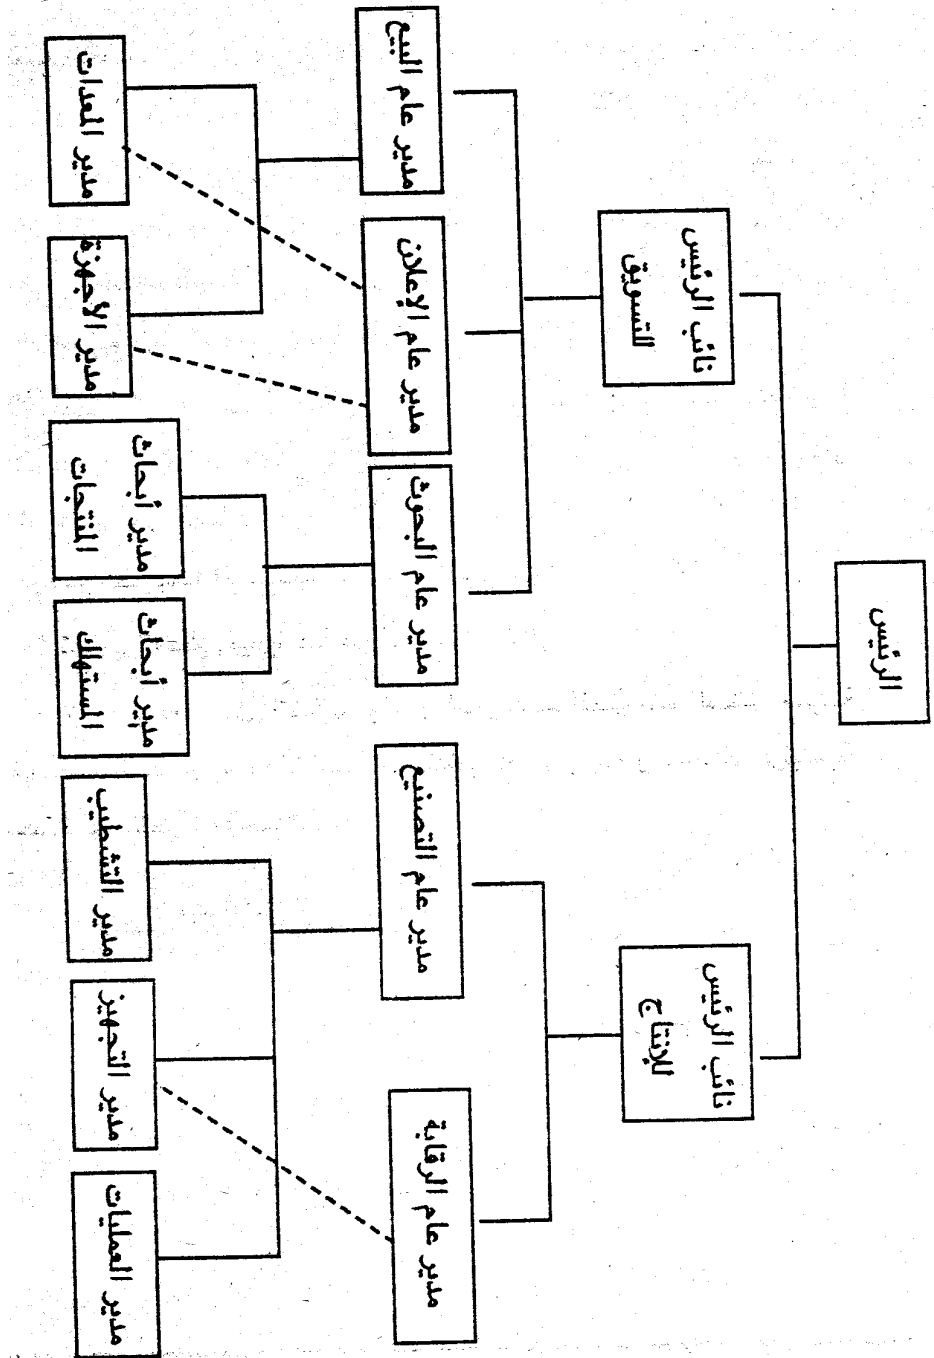 الرئيس
نائب الرئيس
للإنتاج
نائب الرئيس
للتسويق
مدير عام الرقابة
مدير عام التصنيع
مدير عام البحوث
مدير عام الإعلان
مدير عام البيع
مدير العمليات
مدير التجهيز
مدير التشطيب
مدير أبحاث
المستهلك
مدير أبحاث
المنتجات
مدير الأجهزة
مدير المعدات